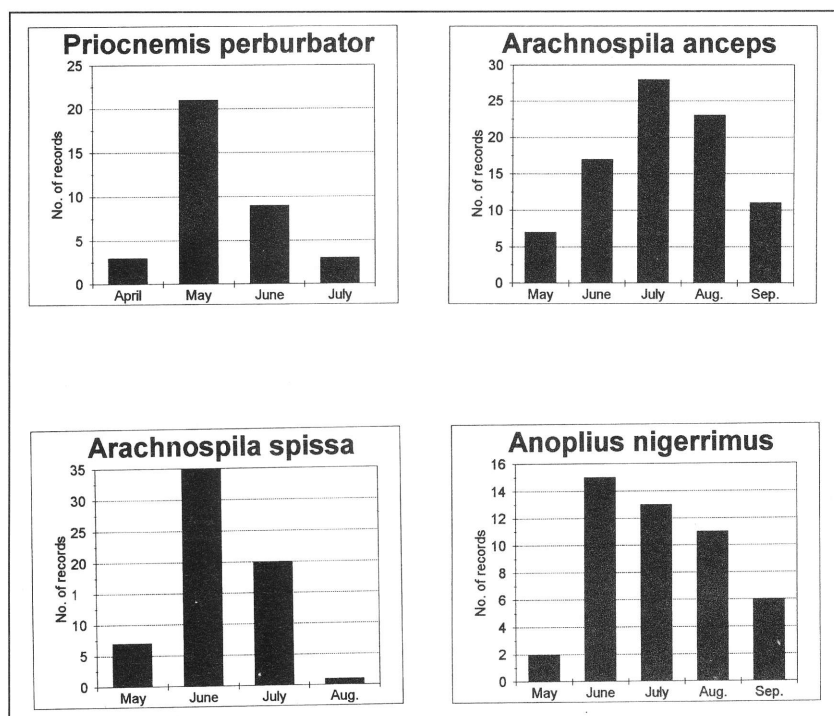 Priocnemis perburbator
25
20
15
10
5
0
No. of records
April May June July
Arachnospila anceps
30
25
20
15
10
5
0
No. of records
May June July Aug. Sep.
Arachnospila spissa
35
30
25
20
1
10
5
0
No. of records
May June July Aug.
Anoplius nigerrimus
16
14
12
10
8
6
4
2
0
No. of records
May June July Aug. Sep.